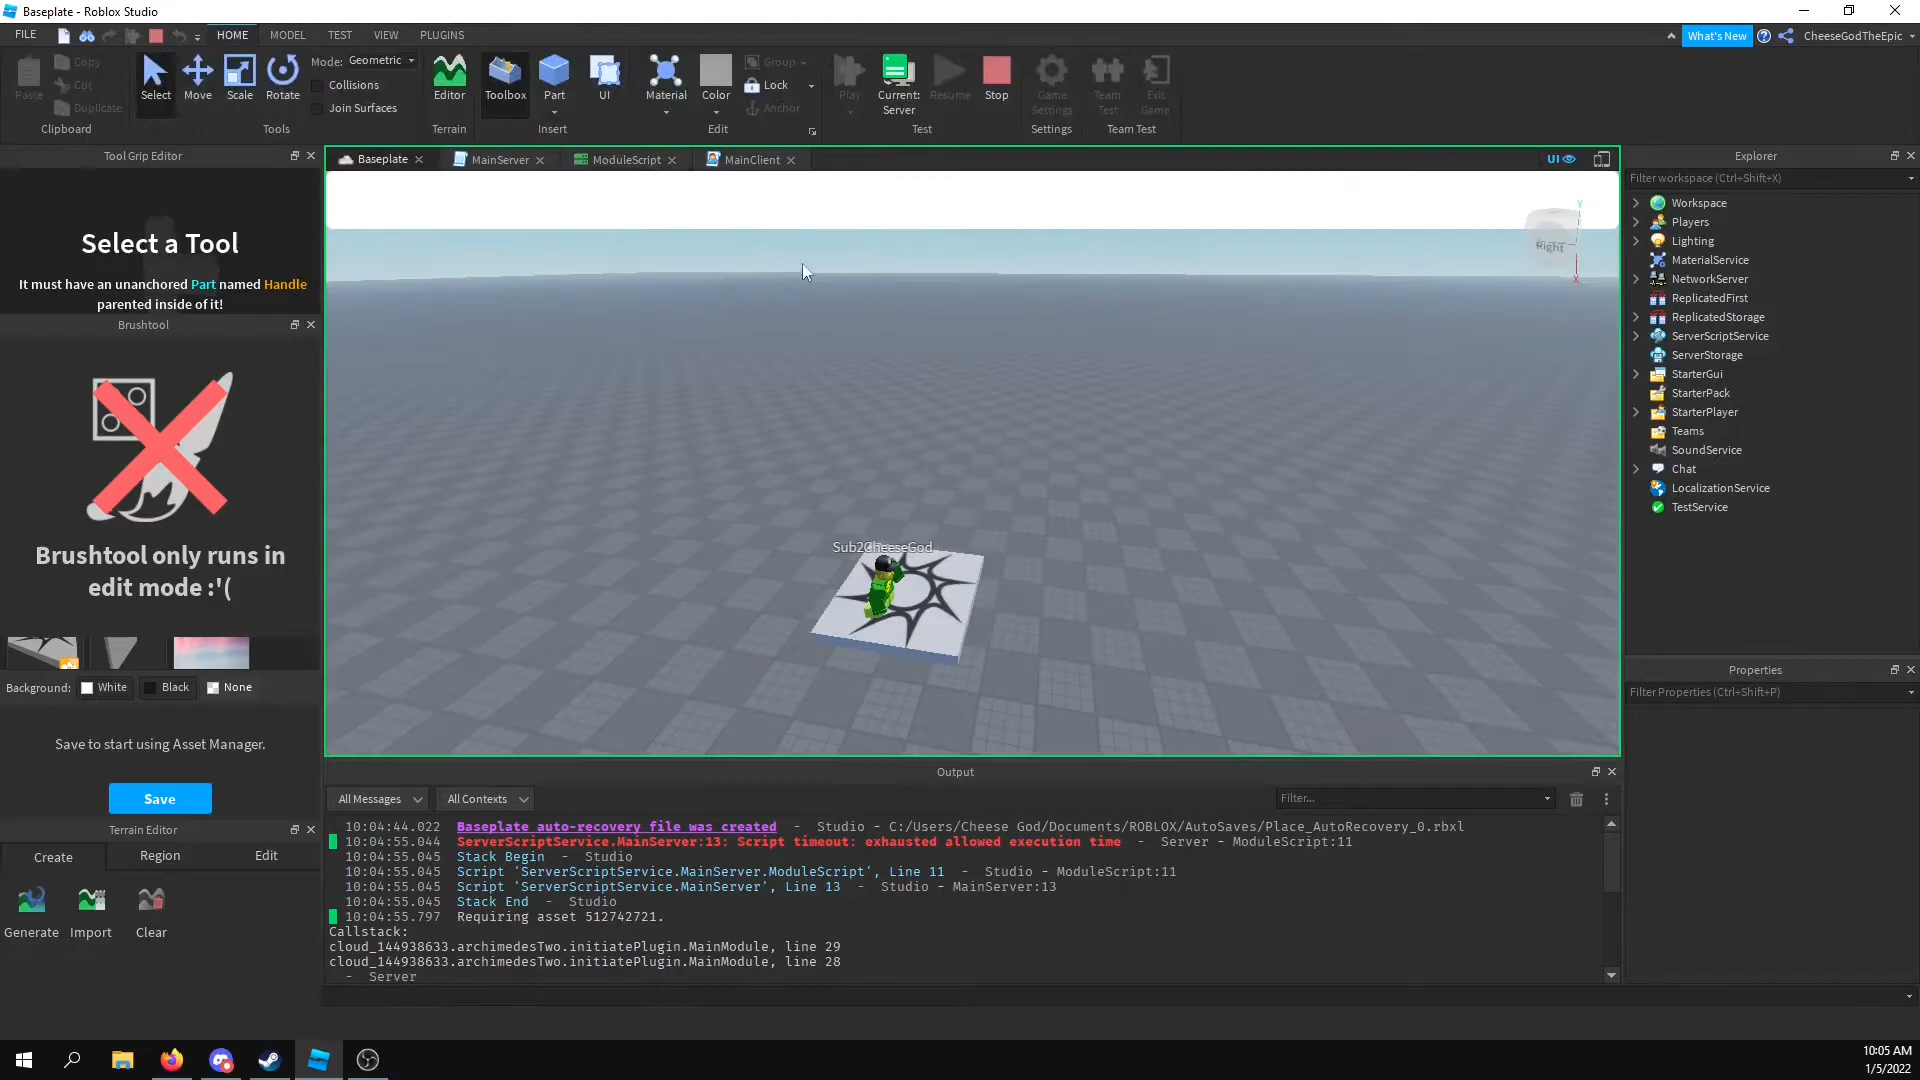 Baseplate - Roblox Studio
FILE HOME MODEL TEST VIEW PLUGINS What's New CheeseGodTheEpic
Copy Mode: Geometric Group
Cut Collisions Lock
Paste Select Move Scale Rotate Editor Toolbox Part UI Material Color Play Current: Resume Stop Game Team Exit
Duplicate Join Surfaces Anchor Server Settings Test Game
Clipboard Tools Terrain Insert Edit Test Settings Team Test
Tool Grip Editor
Select a Tool
It must have an unanchored Part named Handle
parented inside of it!
Brushtool
Brushtool only runs in
edit mode :'(
Background: White Black None
Save to start using Asset Manager.
Save
Terrain Editor
Create Region Edit
Generate Import Clear
Baseplate MainServer ModuleScript MainClient UI
Y
Right
X
Sub2CheeseGod
Output
All Messages All Contexts Filter...
10:04:44.022 Baseplate auto-recovery file was created - Studio - C:/Users/Cheese God/Documents/ROBLOX/AutoSaves/Place_AutoRecovery_0.rbxl
10:04:55.044 ServerScriptService.MainServer:13: Script timeout: exhausted allowed execution time - Server - ModuleScript:11
10:04:55.045 Stack Begin - Studio
10:04:55.045 Script 'ServerScriptService.MainServer.ModuleScript', Line 11 - Studio - ModuleScript:11
10:04:55.045 Script 'ServerScriptService.MainServer', Line 13 - Studio - MainServer:13
10:04:55.045 Stack End - Studio
10:04:55.797 Requiring asset 512742721.
Callstack:
cloud_144938633.archimedesTwo.initiatePlugin.MainModule, line 29
cloud_144938633.archimedesTwo.initiatePlugin.MainModule, line 28
- Server
Explorer
Filter workspace (Ctrl+Shift+X)
Workspace
Players
Lighting
MaterialService
NetworkServer
ReplicatedFirst
ReplicatedStorage
ServerScriptService
ServerStorage
StarterGui
StarterPack
StarterPlayer
Teams
SoundService
Chat
LocalizationService
TestService
Properties
Filter Properties (Ctrl+Shift+P)
10:05 AM
1/5/2022